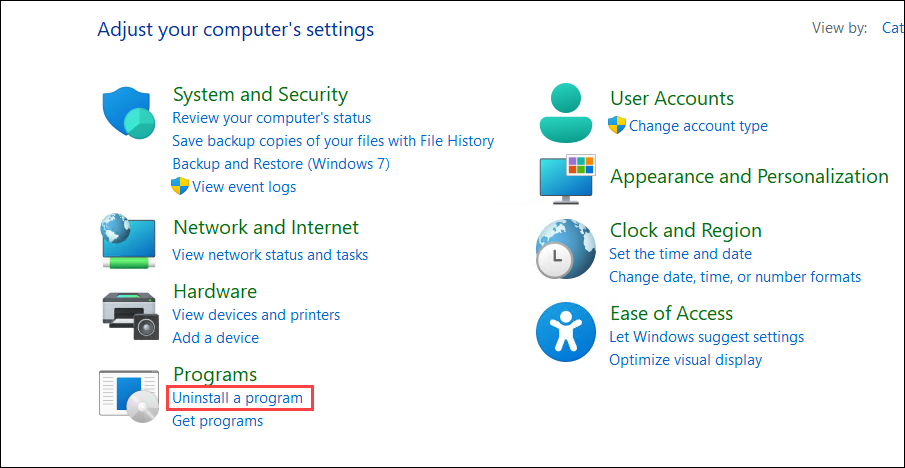 Adjust your computer's settings
View by: Cat
System and Security
Review your computer's status
Save backup copies of your files with File History
Backup and Restore (Windows 7)
View event logs
Network and Internet
View network status and tasks
Hardware
View devices and printers
Add a device
Programs
Uninstall a program
Get programs
User Accounts
Change account type
Appearance and Personalization
Clock and Region
Set the time and date
Change date, time, or number formats
Ease of Access
Let Windows suggest settings
Optimize visual display